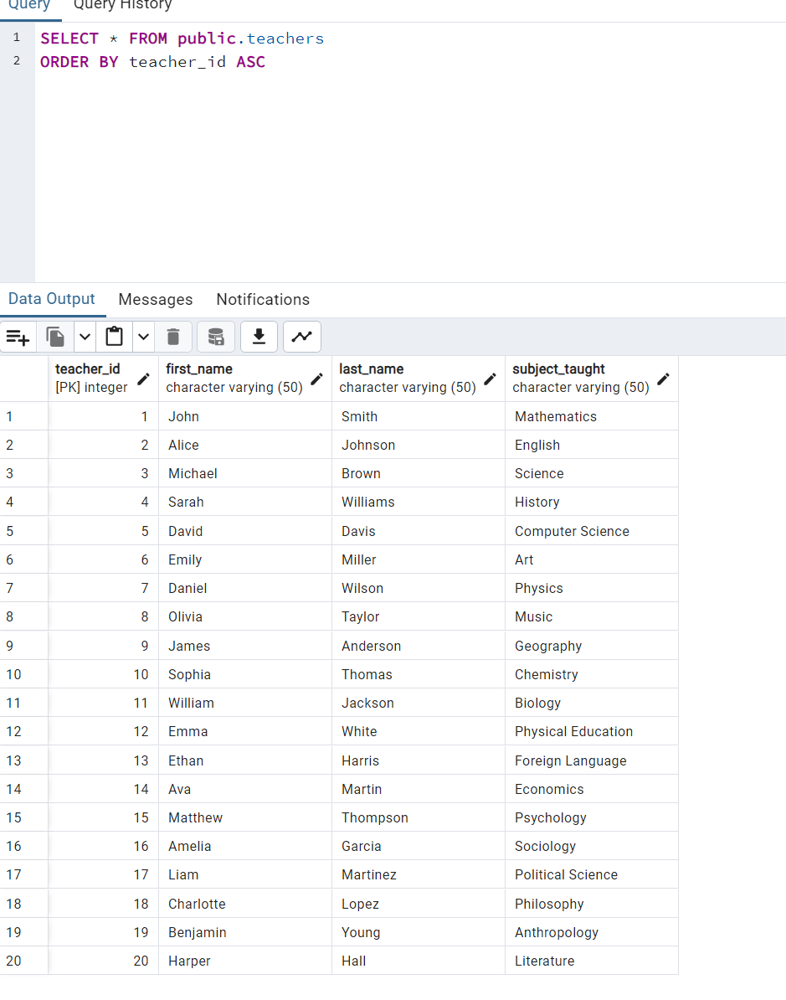 Query Query History
1 SELECT * FROM public.teachers
2 ORDER BY teacher_id ASC
Data Output Messages Notifications
teacher_id first_name last_name subject_taught
[PK] integer character varying (50) character varying (50) character varying (50)
1 1 John Smith Mathematics
2 2 Alice Johnson English
3 3 Michael Brown Science
4 4 Sarah Williams History
5 5 David Davis Computer Science
6 6 Emily Miller Art
7 7 Daniel Wilson Physics
8 8 Olivia Taylor Music
9 9 James Anderson Geography
10 10 Sophia Thomas Chemistry
11 11 William Jackson Biology
12 12 Emma White Physical Education
13 13 Ethan Harris Foreign Language
14 14 Ava Martin Economics
15 15 Matthew Thompson Psychology
16 16 Amelia Garcia Sociology
17 17 Liam Martinez Political Science
18 18 Charlotte Lopez Philosophy
19 19 Benjamin Young Anthropology
20 20 Harper Hall Literature